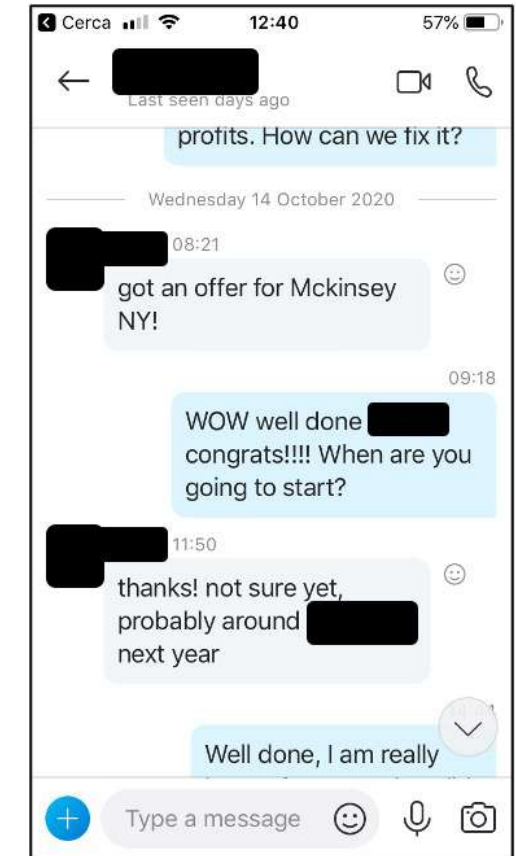 Cerca 12:40 57%
Last seen days ago
profits. How can we fix it?
Wednesday 14 October 2020
08:21
got an offer for Mckinsey
NY!
09:18
WOW well done
congrats!!!! When are you
going to start?
11:50
thanks! not sure yet,
probably around
next year
Well done, I am really
Type a message